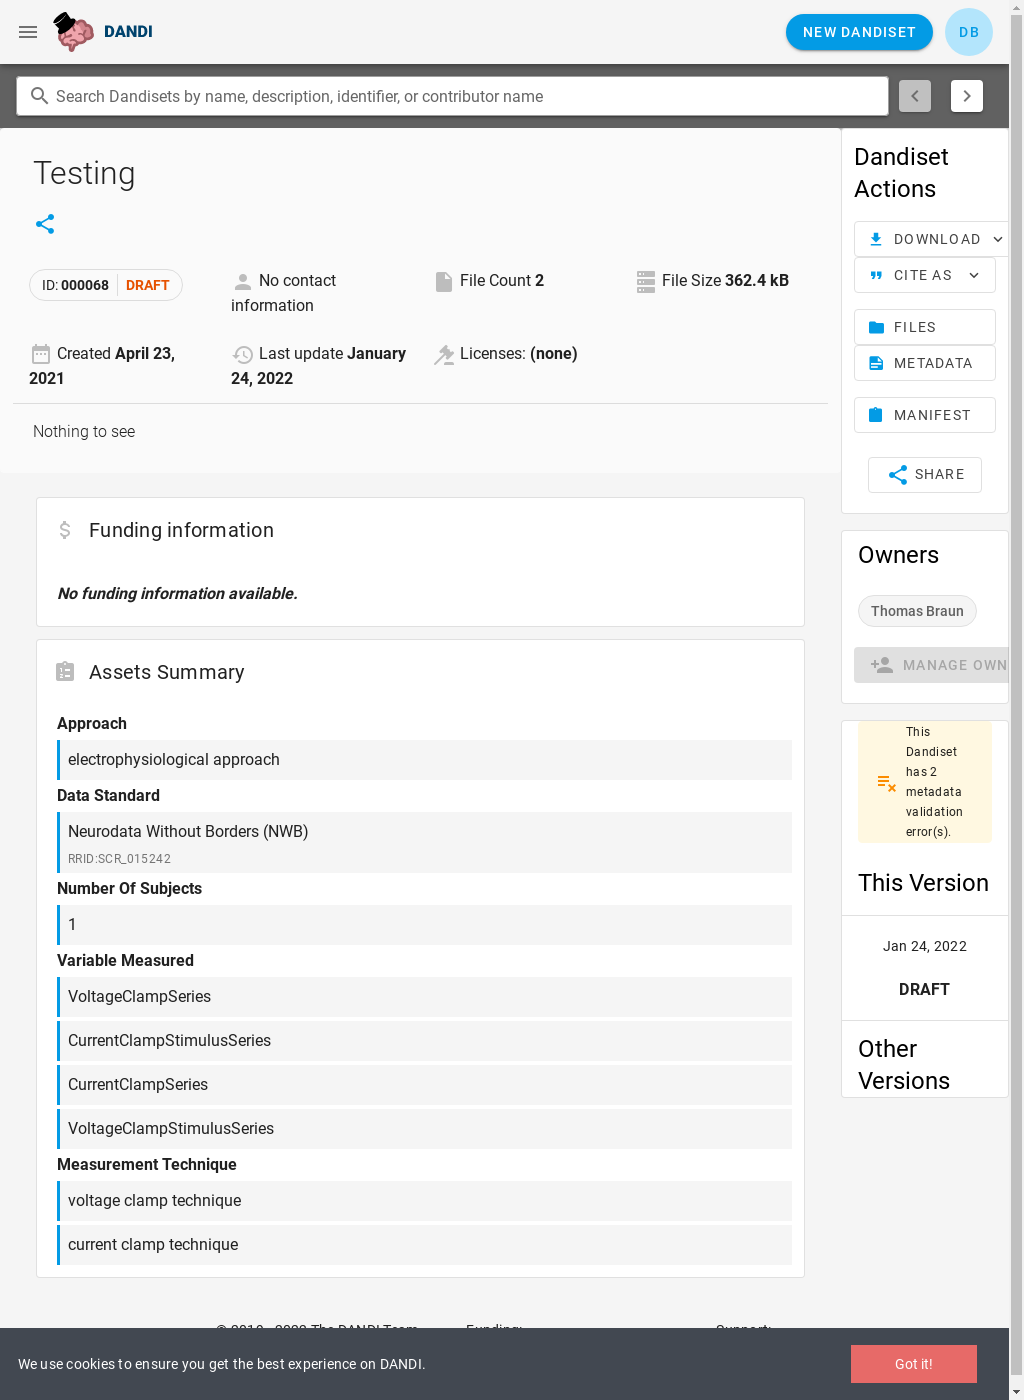 DANDI
NEW DANDISET
DB
Search Dandisets by name, description, identifier, or contributor name
Testing
ID: 000068 DRAFT
No contact
information
File Count 2
File Size 362.4 kB
Created April 23,
2021
Last update January
24, 2022
Licenses: (none)
Nothing to see
Funding information
No funding information available.
Assets Summary
Approach
electrophysiological approach
Data Standard
Neurodata Without Borders (NWB)
RRID:SCR_015242
Number Of Subjects
1
Variable Measured
VoltageClampSeries
CurrentClampStimulusSeries
CurrentClampSeries
VoltageClampStimulusSeries
Measurement Technique
voltage clamp technique
current clamp technique
Dandiset
Actions
DOWNLOAD
CITE AS
FILES
METADATA
MANIFEST
SHARE
Owners
Thomas Braun
MANAGE OWN
This
Dandiset
has 2
metadata
validation
error(s).
This Version
Jan 24, 2022
DRAFT
Other
Versions
The DANDI Team
Funding:
Support:
We use cookies to ensure you get the best experience on DANDI.
Got it!